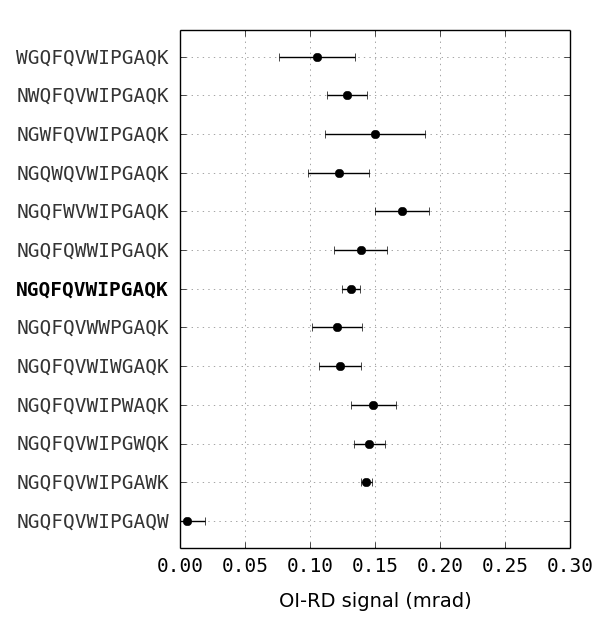 WGQFQVWIPGAQK
NWQFQVWIPGAQK
NGWFQVWIPGAQK
NGQWQVWIPGAQK
NGQFWVWIPGAQK
NGQFQWWIPGAQK
NGQFQVWIPGAQK
NGQFQVWWPGAQK
NGQFQVWIWGAQK
NGQFQVWIPWAQK
NGQFQVWIPGWQK
NGQFQVWIPGAWK
NGQFQVWIPGAQW
0.00 0.05 0.10 0.15 0.20 0.25 0.30
OI-RD signal (mrad)